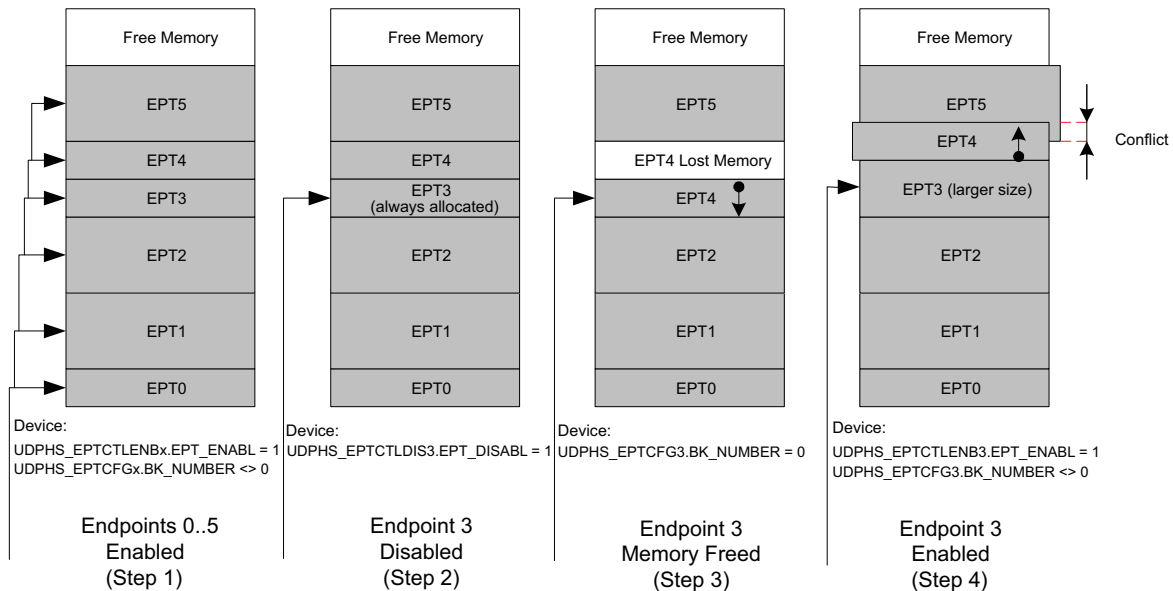 Free Memory
EPT5
EPT4
EPT3
EPT2
EPT1
EPT0
Device:
UDPHS_EPTCTLENBx.EPT_ENABL = 1
UDPHS_EPTCFGx.BK_NUMBER <> 0
Endpoints 0..5
Enabled
(Step 1)
Free Memory
EPT5
EPT4
EPT3
(always allocated)
EPT2
EPT1
EPT0
Device:
UDPHS_EPTCTLDIS3.EPT_DISABL = 1
Endpoint 3
Disabled
(Step 2)
Free Memory
EPT5
EPT4 Lost Memory
EPT4
EPT2
EPT1
EPT0
Device:
UDPHS_EPTCFG3.BK_NUMBER = 0
Endpoint 3
Memory Freed
(Step 3)
Free Memory
EPT5
EPT4
Conflict
EPT3 (larger size)
EPT2
EPT1
EPT0
Device:
UDPHS_EPTCTLENB3.EPT_ENABL = 1
UDPHS_EPTCFG3.BK_NUMBER <> 0
Endpoint 3
Enabled
(Step 4)